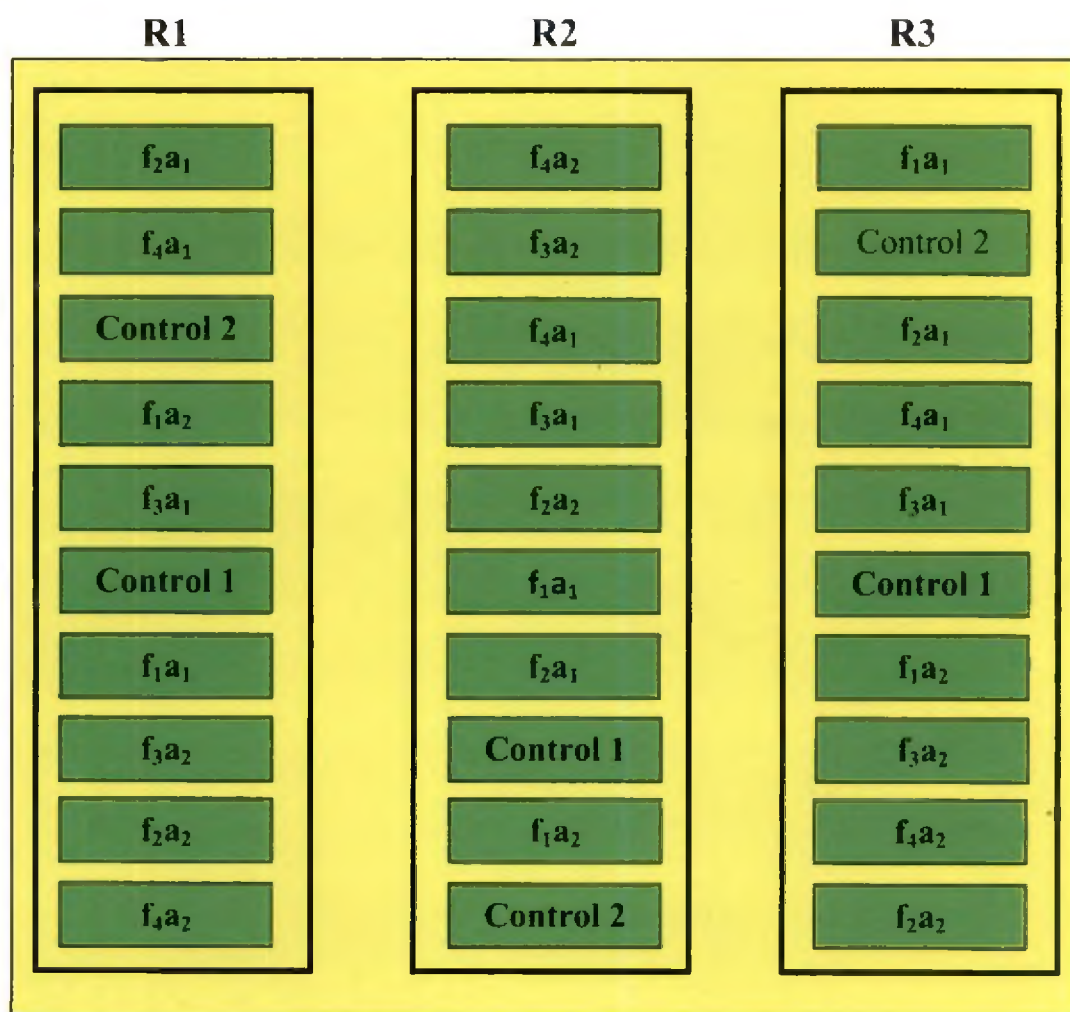 R1 R2 R3
f₂a₁ f₄a₂ f₁a₁
f₄a₁ f₃a₂ Control 2
Control 2 f₄a₁ f₂a₁
f₁a₂ f₃a₁ f₄a₁
f₃a₁ f₂a₂ f₃a₁
Control 1 f₁a₁ Control 1
f₁a₁ f₂a₁ f₁a₂
f₃a₂ Control 1 f₃a₂
f₂a₂ f₁a₂ f₄a₂
f₄a₂ Control 2 f₂a₂